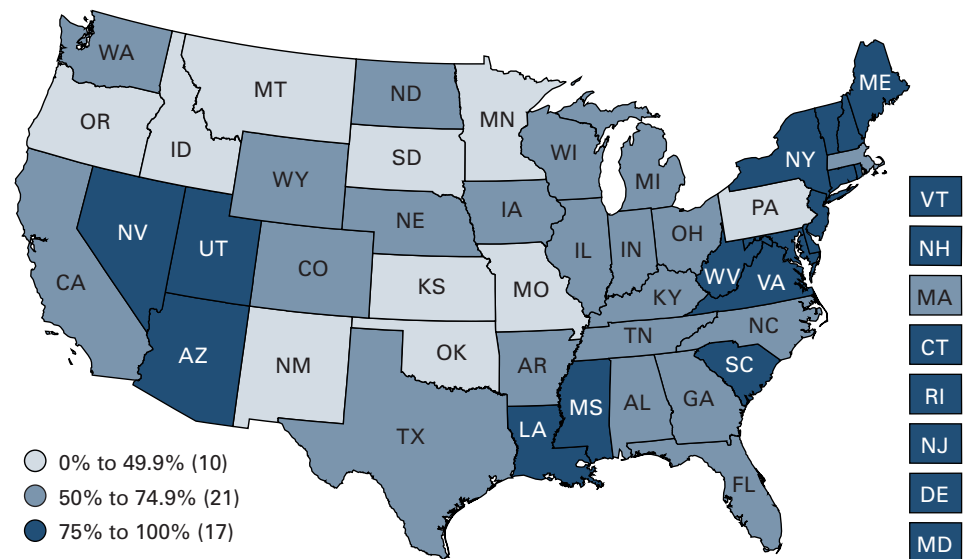 WA
MT
ND
MN
OR
ID
SD
WY
WI
MI
ME
NY
NV
UT
CO
NE
IA
IL
IN
OH
PA
CA
KS
MO
KY
WV
VA
AZ
NM
OK
AR
TN
NC
SC
TX
LA
MS
AL
GA
FL
VT
NH
MA
CT
RI
NJ
DE
MD
0% to 49.9% (10)
50% to 74.9% (21)
75% to 100% (17)